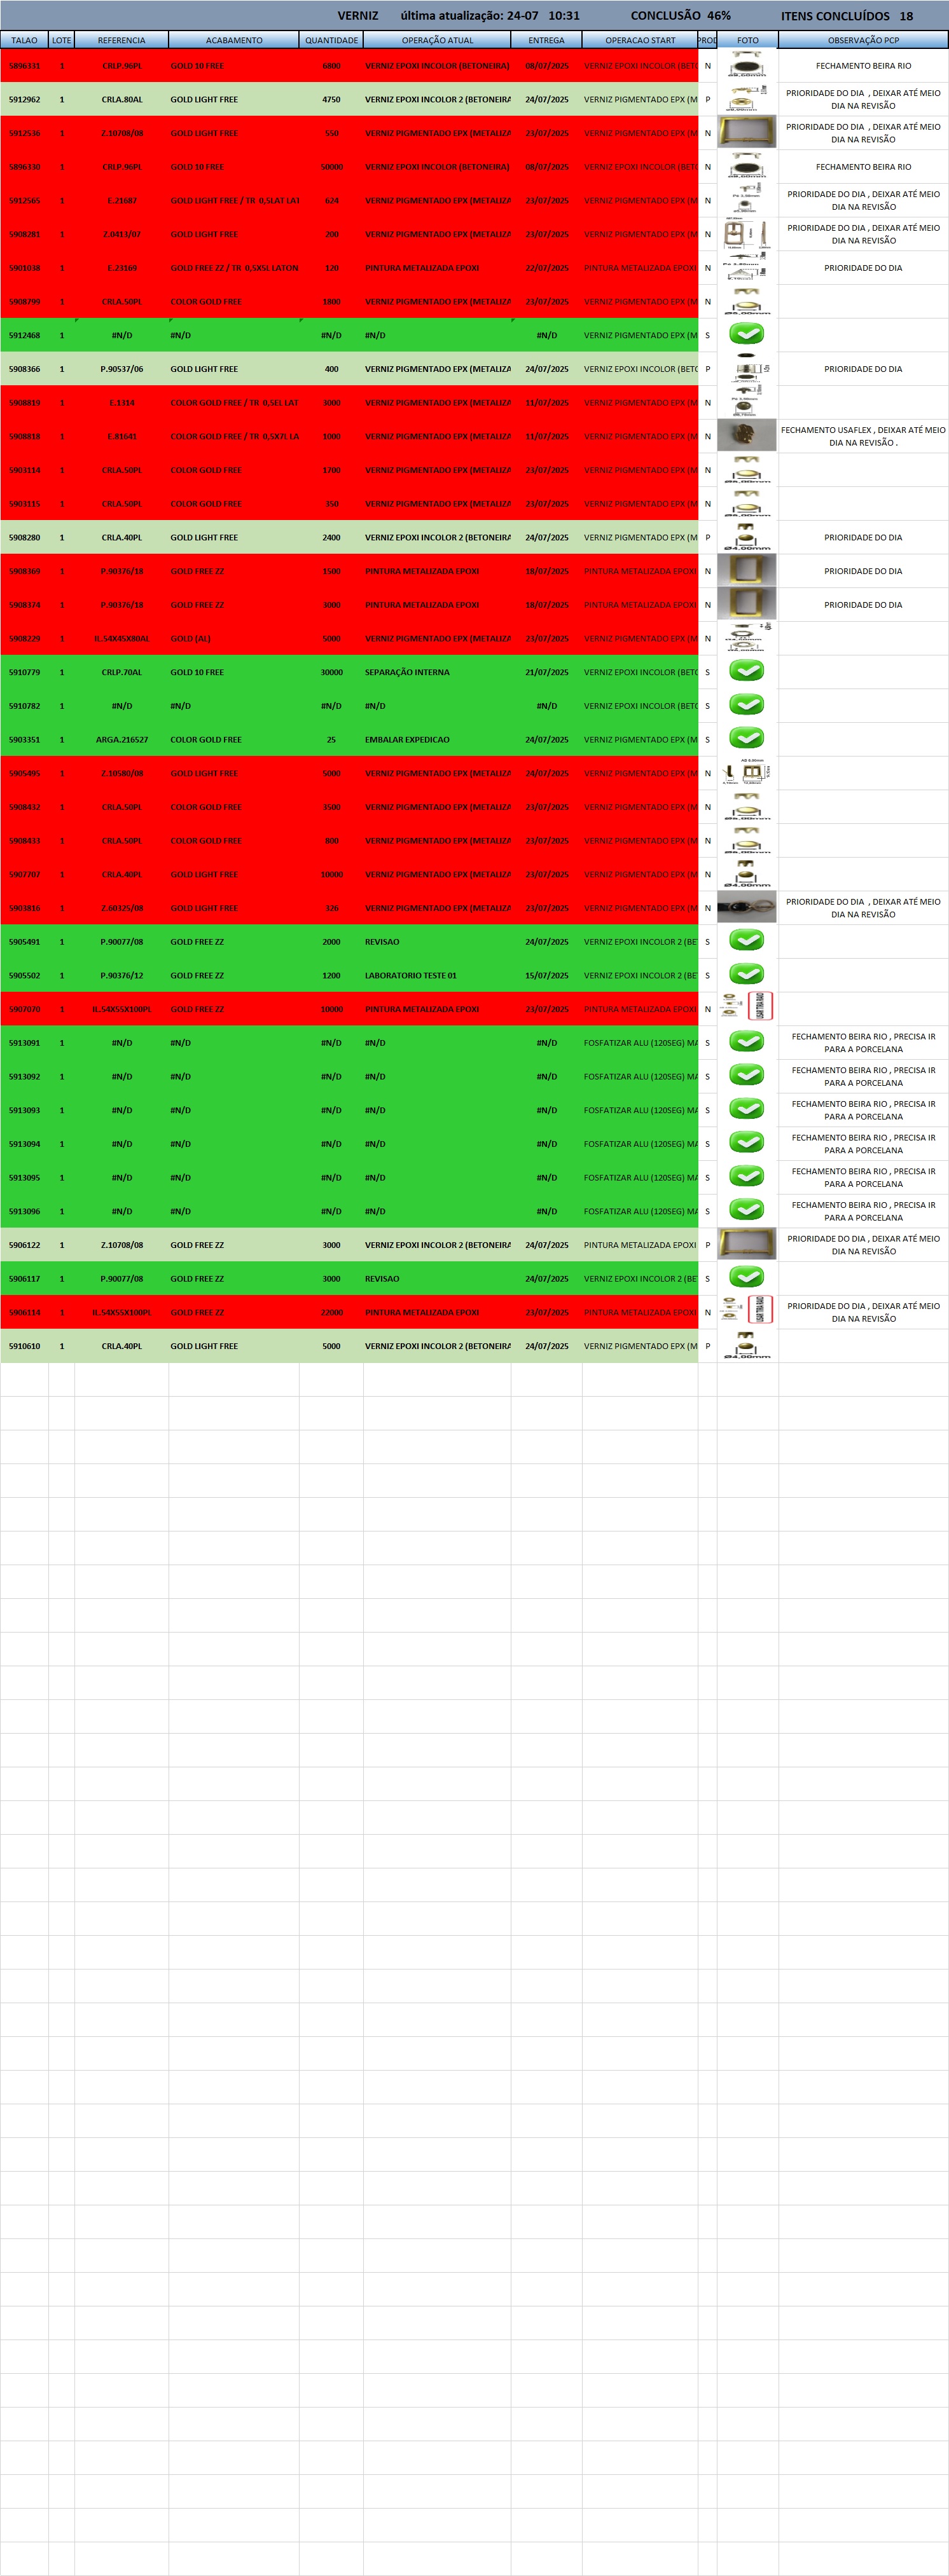 VERNIZ última atualização: 24-07 10:31 CONCLUSÃO 46% ITENS CONCLUÍDOS 18
TALAO LOTE REFERENCIA ACABAMENTO QUANTIDADE OPERAÇÃO ATUAL ENTREGA OPERACAO START PROD FOTO OBSERVAÇÃO PCP
5896331 1 CRLP.96PL GOLD 10 FREE 6800 VERNIZ EPOXI INCOLOR (BETONEIRA) 08/07/2025 VERNIZ EPOXI INCOLOR (BETO N FECHAMENTO BEIRA RIO
5912962 1 CRLA.80AL GOLD LIGHT FREE 4750 VERNIZ EPOXI INCOLOR 2 (BETONEIRA 24/07/2025 VERNIZ PIGMENTADO EPX (M P PRIORIDADE DO DIA , DEIXAR ATÉ MEIO
DIA NA REVISÃO
5912536 1 Z.10708/08 GOLD LIGHT FREE 550 VERNIZ PIGMENTADO EPX (METALIZA 23/07/2025 VERNIZ PIGMENTADO EPX (M N PRIORIDADE DO DIA , DEIXAR ATÉ MEIO
DIA NA REVISÃO
5896330 1 CRLP.96PL GOLD 10 FREE 50000 VERNIZ EPOXI INCOLOR (BETONEIRA) 08/07/2025 VERNIZ EPOXI INCOLOR (BETO N FECHAMENTO BEIRA RIO
5912565 1 E.21687 GOLD LIGHT FREE / TR 0,5LAT LAT 624 VERNIZ PIGMENTADO EPX (METALIZA 23/07/2025 VERNIZ PIGMENTADO EPX (M N PRIORIDADE DO DIA , DEIXAR ATÉ MEIO
DIA NA REVISÃO
5908281 1 Z.0413/07 GOLD LIGHT FREE 200 VERNIZ PIGMENTADO EPX (METALIZA 23/07/2025 VERNIZ PIGMENTADO EPX (M N PRIORIDADE DO DIA , DEIXAR ATÉ MEIO
DIA NA REVISÃO
5901038 1 E.23169 GOLD FREE ZZ / TR 0,5X5L LATON 120 PINTURA METALIZADA EPOXI 22/07/2025 PINTURA METALIZADA EPOXI N PRIORIDADE DO DIA
5908799 1 CRLA.50PL COLOR GOLD FREE 1800 VERNIZ PIGMENTADO EPX (METALIZA 23/07/2025 VERNIZ PIGMENTADO EPX (M N
5912468 1 #N/D #N/D #N/D #N/D #N/D VERNIZ PIGMENTADO EPX (M S
5908366 1 P.90537/06 GOLD LIGHT FREE 400 VERNIZ PIGMENTADO EPX (METALIZA 24/07/2025 VERNIZ EPOXI INCOLOR (BETO P PRIORIDADE DO DIA
5908819 1 E.1314 COLOR GOLD FREE / TR 0,5EL LAT 3000 VERNIZ PIGMENTADO EPX (METALIZA 11/07/2025 VERNIZ PIGMENTADO EPX (M N
5908818 1 E.81641 COLOR GOLD FREE / TR 0,5X7L LA 1000 VERNIZ PIGMENTADO EPX (METALIZA 11/07/2025 VERNIZ PIGMENTADO EPX (M N FECHAMENTO USAFLEX , DEIXAR ATÉ MEIO
DIA NA REVISÃO .
5903114 1 CRLA.50PL COLOR GOLD FREE 1700 VERNIZ PIGMENTADO EPX (METALIZA 23/07/2025 VERNIZ PIGMENTADO EPX (M N
5903115 1 CRLA.50PL COLOR GOLD FREE 350 VERNIZ PIGMENTADO EPX (METALIZA 23/07/2025 VERNIZ PIGMENTADO EPX (M N
5908280 1 CRLA.40PL GOLD LIGHT FREE 2400 VERNIZ EPOXI INCOLOR 2 (BETONEIRA 24/07/2025 VERNIZ PIGMENTADO EPX (M P Ø4,00mm PRIORIDADE DO DIA
5908369 1 P.90376/18 GOLD FREE ZZ 1500 PINTURA METALIZADA EPOXI 18/07/2025 PINTURA METALIZADA EPOXI N PRIORIDADE DO DIA
5908374 1 P.90376/18 GOLD FREE ZZ 3000 PINTURA METALIZADA EPOXI 18/07/2025 PINTURA METALIZADA EPOXI N PRIORIDADE DO DIA
5908229 1 IL.54X45X80AL GOLD (AL) 5000 VERNIZ PIGMENTADO EPX (METALIZA 23/07/2025 VERNIZ PIGMENTADO EPX (M N
5910779 1 CRLP.70AL GOLD 10 FREE 30000 SEPARAÇÃO INTERNA 21/07/2025 VERNIZ EPOXI INCOLOR (BETO S
5910782 1 #N/D #N/D #N/D #N/D #N/D VERNIZ EPOXI INCOLOR (BETO S
5903351 1 ARGA.216527 COLOR GOLD FREE 25 EMBALAR EXPEDICAO 24/07/2025 VERNIZ PIGMENTADO EPX (M S
5905495 1 Z.10580/08 GOLD LIGHT FREE 5000 VERNIZ PIGMENTADO EPX (METALIZA 24/07/2025 VERNIZ PIGMENTADO EPX (M N
5908432 1 CRLA.50PL COLOR GOLD FREE 3500 VERNIZ PIGMENTADO EPX (METALIZA 23/07/2025 VERNIZ PIGMENTADO EPX (M N
5908433 1 CRLA.50PL COLOR GOLD FREE 800 VERNIZ PIGMENTADO EPX (METALIZA 23/07/2025 VERNIZ PIGMENTADO EPX (M N
5907707 1 CRLA.40PL GOLD LIGHT FREE 10000 VERNIZ PIGMENTADO EPX (METALIZA 23/07/2025 VERNIZ PIGMENTADO EPX (M N Ø4,00mm
5903816 1 Z.60325/08 GOLD LIGHT FREE 326 VERNIZ PIGMENTADO EPX (METALIZA 23/07/2025 VERNIZ PIGMENTADO EPX (M N PRIORIDADE DO DIA , DEIXAR ATÉ MEIO
DIA NA REVISÃO
5905491 1 P.90077/08 GOLD FREE ZZ 2000 REVISAO 24/07/2025 VERNIZ EPOXI INCOLOR 2 (BE S
5905502 1 P.90376/12 GOLD FREE ZZ 1200 LABORATORIO TESTE 01 15/07/2025 VERNIZ EPOXI INCOLOR 2 (BE S
5907070 1 IL.54X55X100PL GOLD FREE ZZ 10000 PINTURA METALIZADA EPOXI 23/07/2025 PINTURA METALIZADA EPOXI N
5913091 1 #N/D #N/D #N/D #N/D #N/D FOSFATIZAR ALU (120SEG) MA S FECHAMENTO BEIRA RIO , PRECISA IR
PARA A PORCELANA
5913092 1 #N/D #N/D #N/D #N/D #N/D FOSFATIZAR ALU (120SEG) MA S FECHAMENTO BEIRA RIO , PRECISA IR
PARA A PORCELANA
5913093 1 #N/D #N/D #N/D #N/D #N/D FOSFATIZAR ALU (120SEG) MA S FECHAMENTO BEIRA RIO , PRECISA IR
PARA A PORCELANA
5913094 1 #N/D #N/D #N/D #N/D #N/D FOSFATIZAR ALU (120SEG) MA S FECHAMENTO BEIRA RIO , PRECISA IR
PARA A PORCELANA
5913095 1 #N/D #N/D #N/D #N/D #N/D FOSFATIZAR ALU (120SEG) MA S FECHAMENTO BEIRA RIO , PRECISA IR
PARA A PORCELANA
5913096 1 #N/D #N/D #N/D #N/D #N/D FOSFATIZAR ALU (120SEG) MA S FECHAMENTO BEIRA RIO , PRECISA IR
PARA A PORCELANA
5906122 1 Z.10708/08 GOLD FREE ZZ 3000 VERNIZ EPOXI INCOLOR 2 (BETONEIRA 24/07/2025 PINTURA METALIZADA EPOXI P PRIORIDADE DO DIA , DEIXAR ATÉ MEIO
DIA NA REVISÃO
5906117 1 P.90077/08 GOLD FREE ZZ 3000 REVISAO 24/07/2025 VERNIZ EPOXI INCOLOR 2 (BE S
5906114 1 IL.54X55X100PL GOLD FREE ZZ 22000 PINTURA METALIZADA EPOXI 23/07/2025 PINTURA METALIZADA EPOXI N PRIORIDADE DO DIA , DEIXAR ATÉ MEIO
DIA NA REVISÃO
5910610 1 CRLA.40PL GOLD LIGHT FREE 5000 VERNIZ EPOXI INCOLOR 2 (BETONEIRA 24/07/2025 VERNIZ PIGMENTADO EPX (M P Ø4,00mm